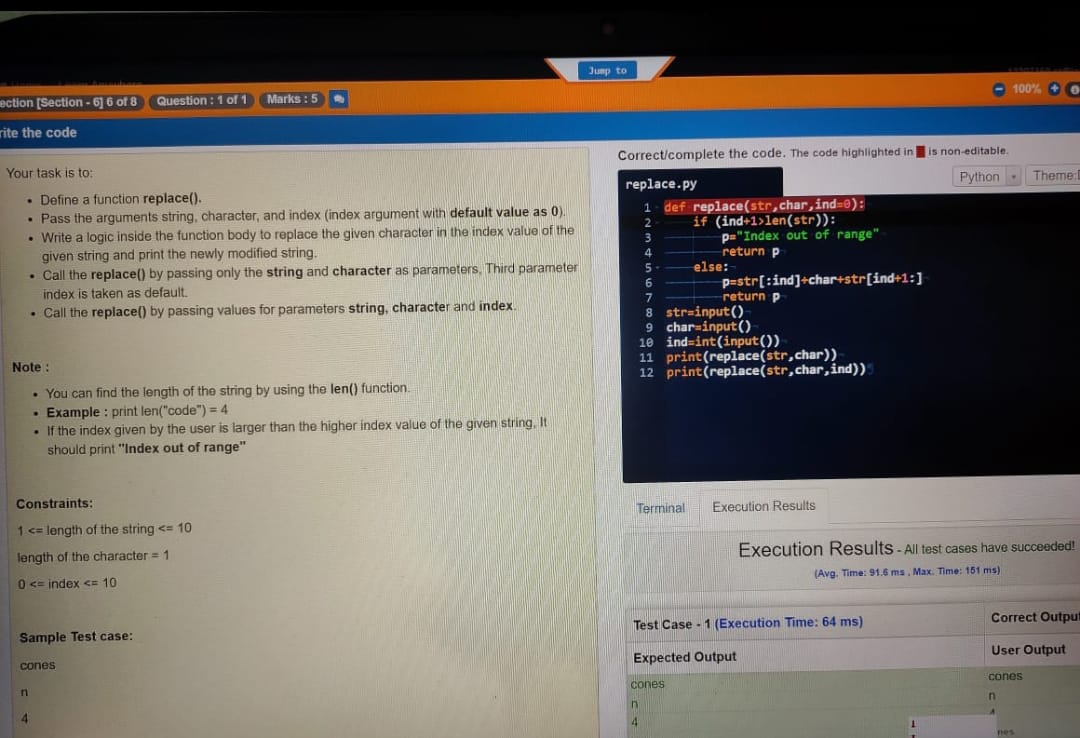 Jump to
ection [Section - 6] 6 of 8 Question : 1 of 1 Marks : 5
100%
rite the code
Your task is to:
• Define a function replace().
• Pass the arguments string, character, and index (index argument with default value as 0).
• Write a logic inside the function body to replace the given character in the index value of the
given string and print the newly modified string.
• Call the replace() by passing only the string and character as parameters, Third parameter
index is taken as default.
• Call the replace() by passing values for parameters string, character and index.
Note :
• You can find the length of the string by using the len() function.
• Example : print len("code") = 4
• If the index given by the user is larger than the higher index value of the given string, It
should print "Index out of range"
Constraints:
1 <= length of the string <= 10
length of the character = 1
0 <= index <= 10
Sample Test case:
cones
n
4
Correct/complete the code. The code highlighted in is non-editable.
Python Theme:
replace.py
1 def replace(str,char,ind=0):
2 if (ind+1>len(str)):
3 p="Index out of range"
4 return p
5 else:
6 p=str[:ind]+char+str[ind+1:]
7 return p
8 str=input()
9 char=input()
10 ind=int(input())
11 print(replace(str,char))
12 print(replace(str,char,ind))
Terminal Execution Results
Execution Results - All test cases have succeeded!
(Avg. Time: 91.6 ms , Max. Time: 151 ms)
Test Case - 1 (Execution Time: 64 ms) Correct Outpu
Expected Output User Output
cones cones
n n
4 4
1
nes